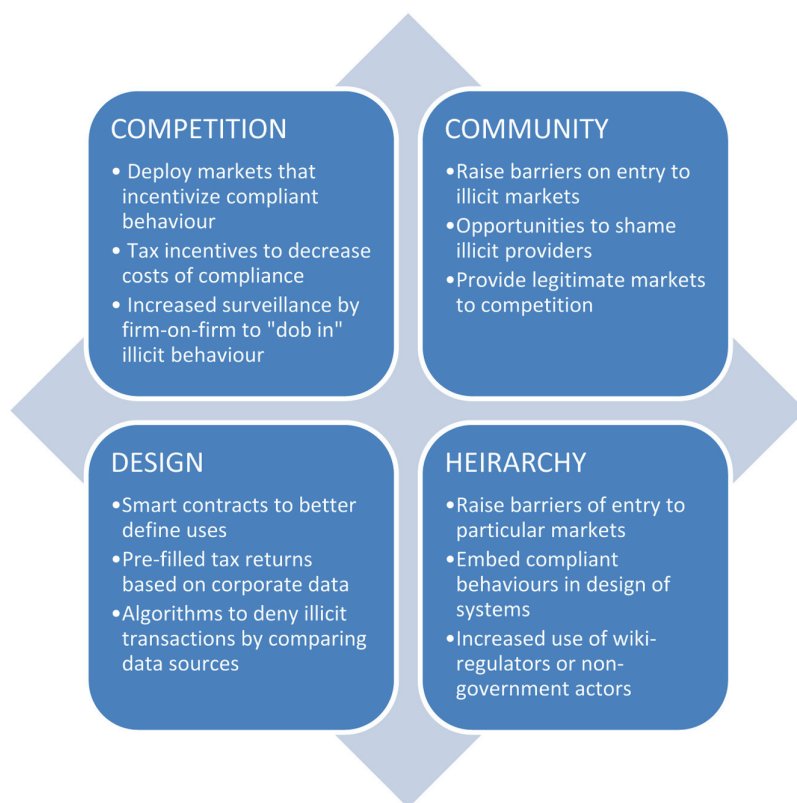 COMPETITION
• Deploy markets that
incentivize compliant
behaviour
• Tax incentives to decrease
costs of compliance
• Increased surveillance by
firm-on-firm to "dob in"
illicit behaviour
COMMUNITY
•Raise barriers on entry to
illicit markets
•Opportunities to shame
illicit providers
•Provide legitimate markets
to competition
DESIGN
•Smart contracts to better
define uses
•Pre-filled tax returns
based on corporate data
•Algorithms to deny illicit
transactions by comparing
data sources
HEIRARCHY
•Raise barriers of entry to
particular markets
•Embed compliant
behaviours in design of
systems
•Increased use of wiki-
regulators or non-
government actors